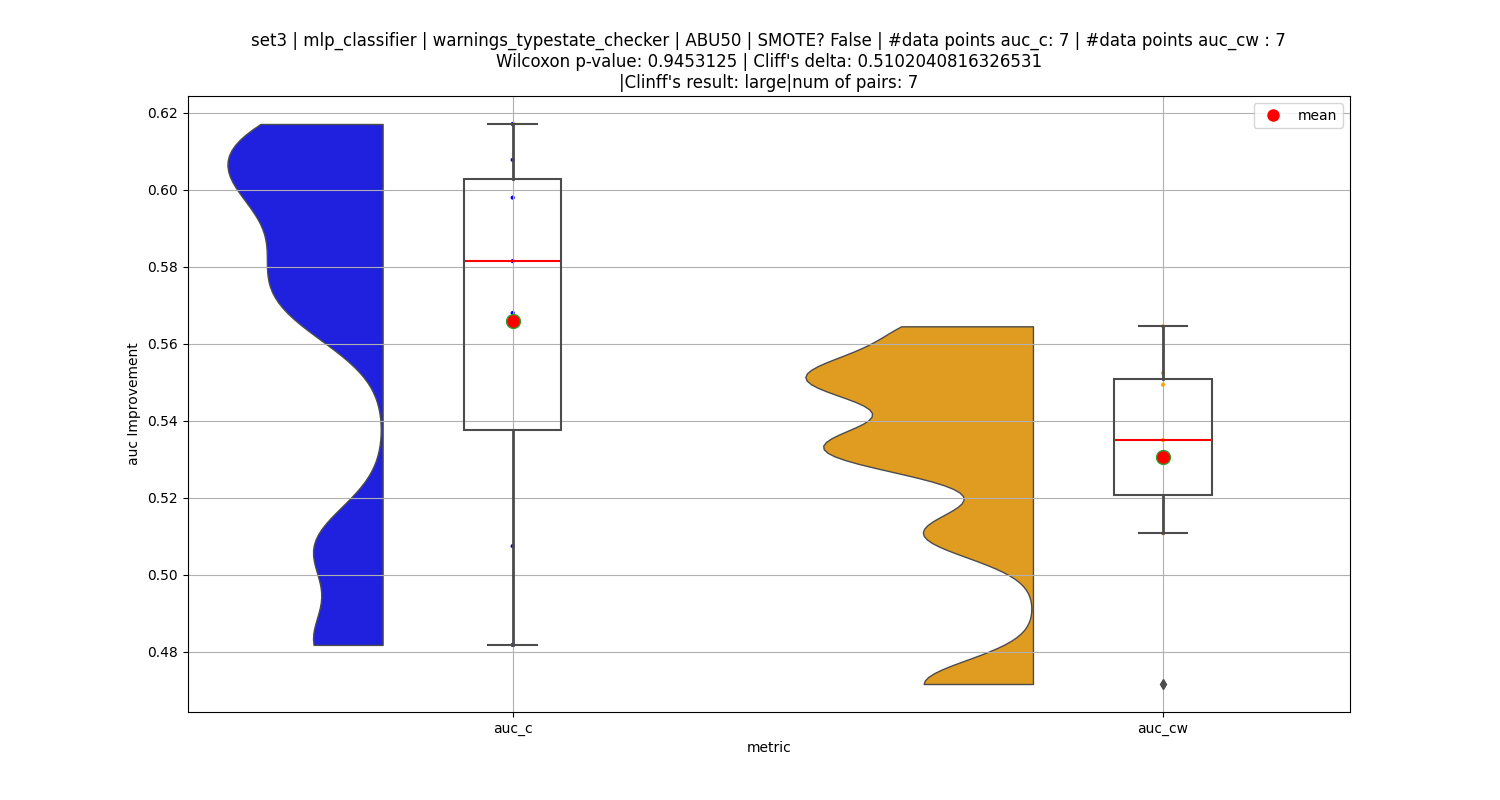 set3 | mlp_classifier | warnings_typestate_checker | ABU50 | SMOTE? False | #data points auc_c: 7 | #data points auc_cw : 7
Wilcoxon p-value: 0.9453125 | Cliff's delta: 0.5102040816326531
|Clinff's result: large|num of pairs: 7
mean
0.62
0.60
0.58
0.56
0.54
0.52
0.50
0.48
auc Improvement
auc_c
auc_cw
metric